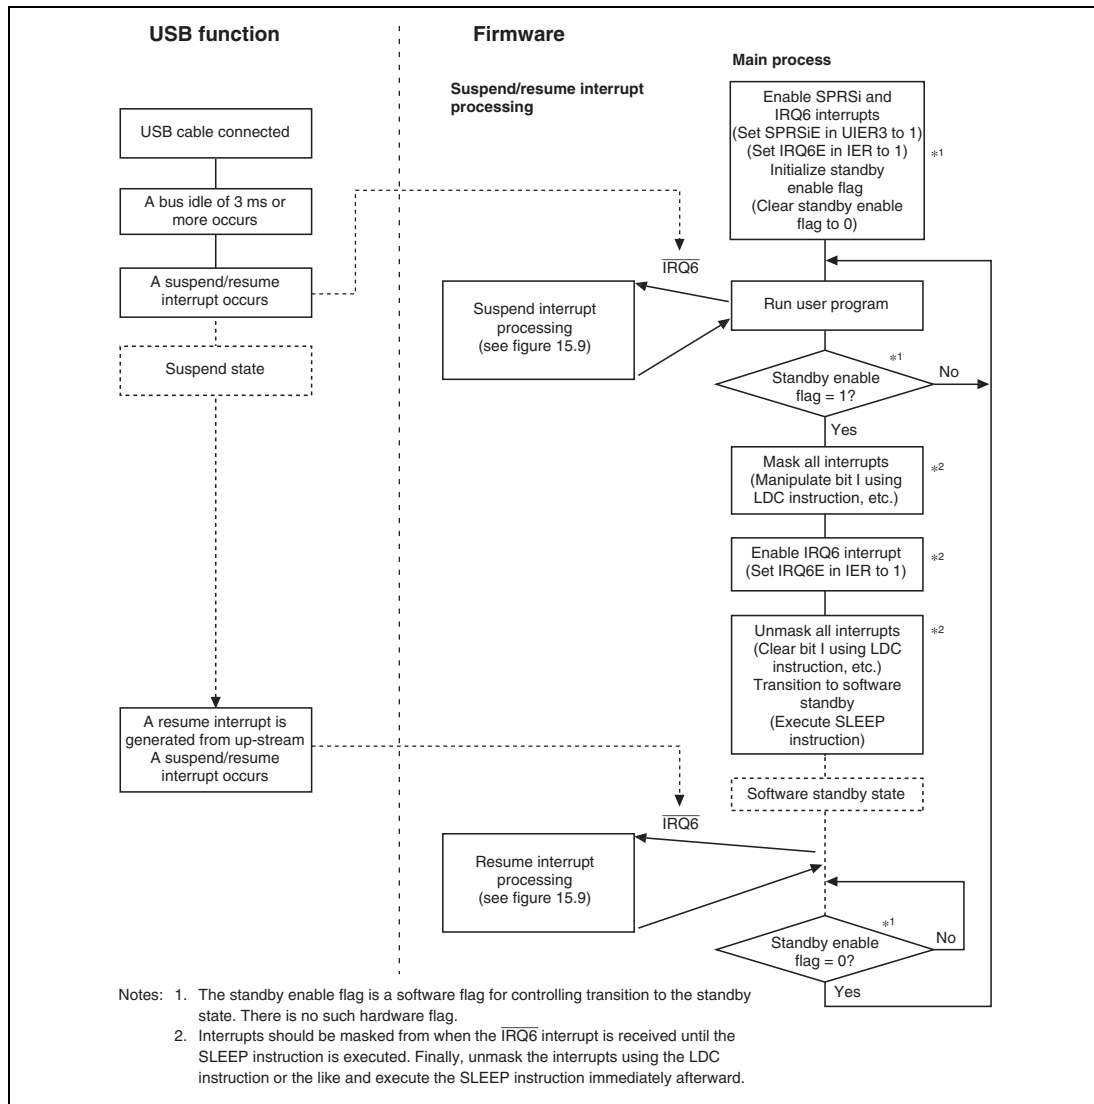 USB function
Firmware
Main process
Suspend/resume interrupt
processing
USB cable connected
A bus idle of 3 ms or
more occurs
A suspend/resume
interrupt occurs
Suspend state
A resume interrupt is
generated from up-stream
A suspend/resume
interrupt occurs
IRQ6
Suspend interrupt
processing
(see figure 15.9)
IRQ6
Resume interrupt
processing
(see figure 15.9)
Enable SPRSi and
IRQ6 interrupts
(Set SPRSiE in UIER3 to 1)
(Set IRQ6E in IER to 1)
Initialize standby
enable flag
(Clear standby enable
flag to 0)
*1
Run user program
*1
Standby enable
flag = 1?
No
Yes
Mask all interrupts
(Manipulate bit I using
LDC instruction, etc.)
*2
Enable IRQ6 interrupt
(Set IRQ6E in IER to 1)
*2
Unmask all interrupts
(Clear bit I using LDC
instruction, etc.)
Transition to software
standby
(Execute SLEEP
instruction)
*2
Software standby state
*1
Standby enable
flag = 0?
No
Yes
Notes: 1. The standby enable flag is a software flag for controlling transition to the standby
state. There is no such hardware flag.
2. Interrupts should be masked from when the IRQ6 interrupt is received until the
SLEEP instruction is executed. Finally, unmask the interrupts using the LDC
instruction or the like and execute the SLEEP instruction immediately afterward.